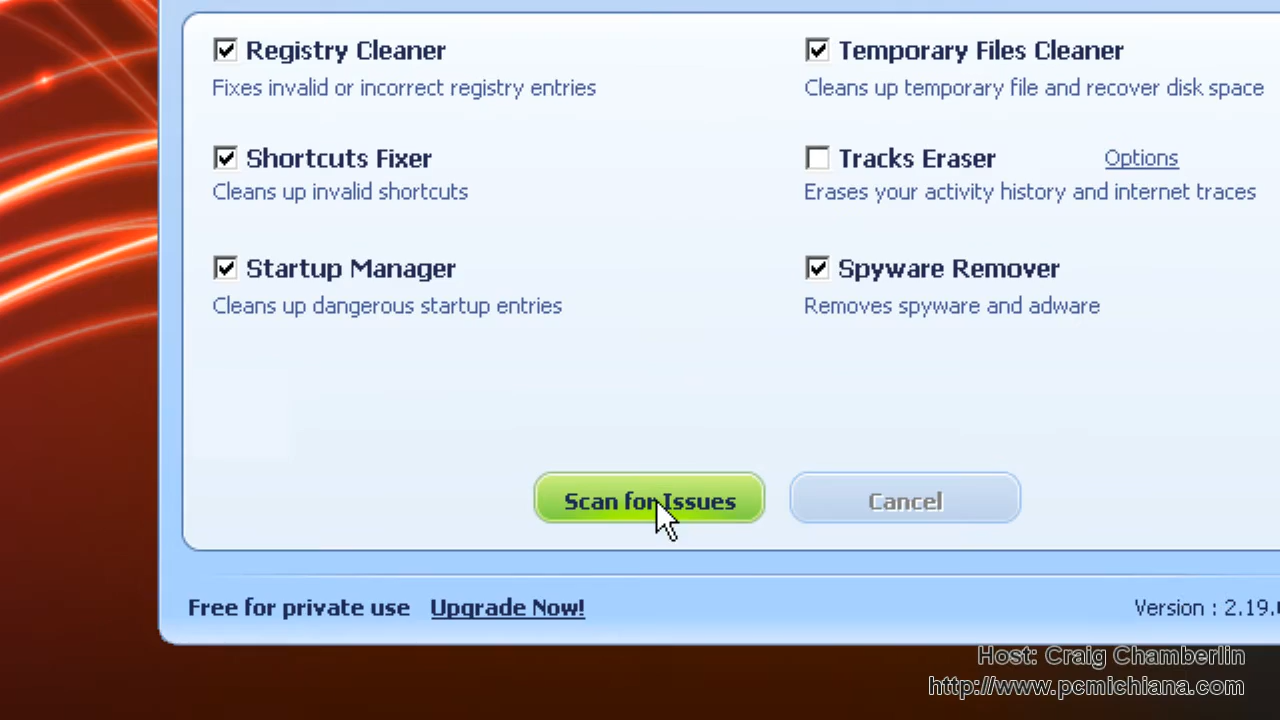 Registry Cleaner
Fixes invalid or incorrect registry entries
Temporary Files Cleaner
Cleans up temporary file and recover disk space
Shortcuts Fixer
Cleans up invalid shortcuts
Tracks Eraser Options
Erases your activity history and internet traces
Startup Manager
Cleans up dangerous startup entries
Spyware Remover
Removes spyware and adware
Scan for Issues
Cancel
Free for private use Upgrade Now!
Version : 2.19.
Host: Craig Chamberlin
http://www.pcmichiana.com